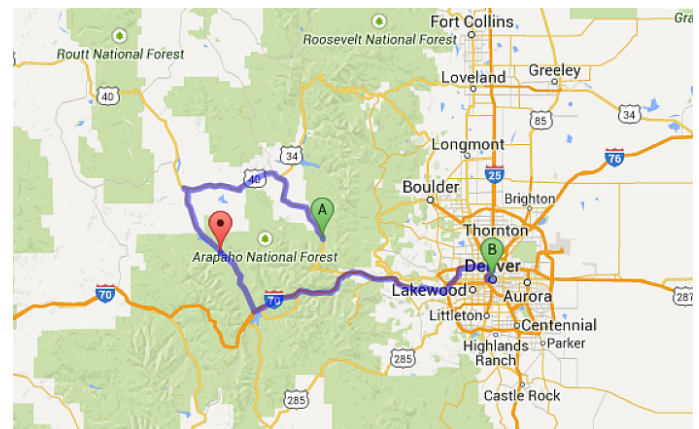 Fort Collins
Gra
Roosevelt National Forest
Routt National Forest
Loveland
Greeley
40
85
34
Longmont
34
76
25
40
Boulder
Brighton
A
Thornton
B
Arapaho National Forest
Denver
70
70
Lakewood
Aurora
287
Littleton
Centennial
Highlands
Ranch
Parker
285
Castle Rock
285